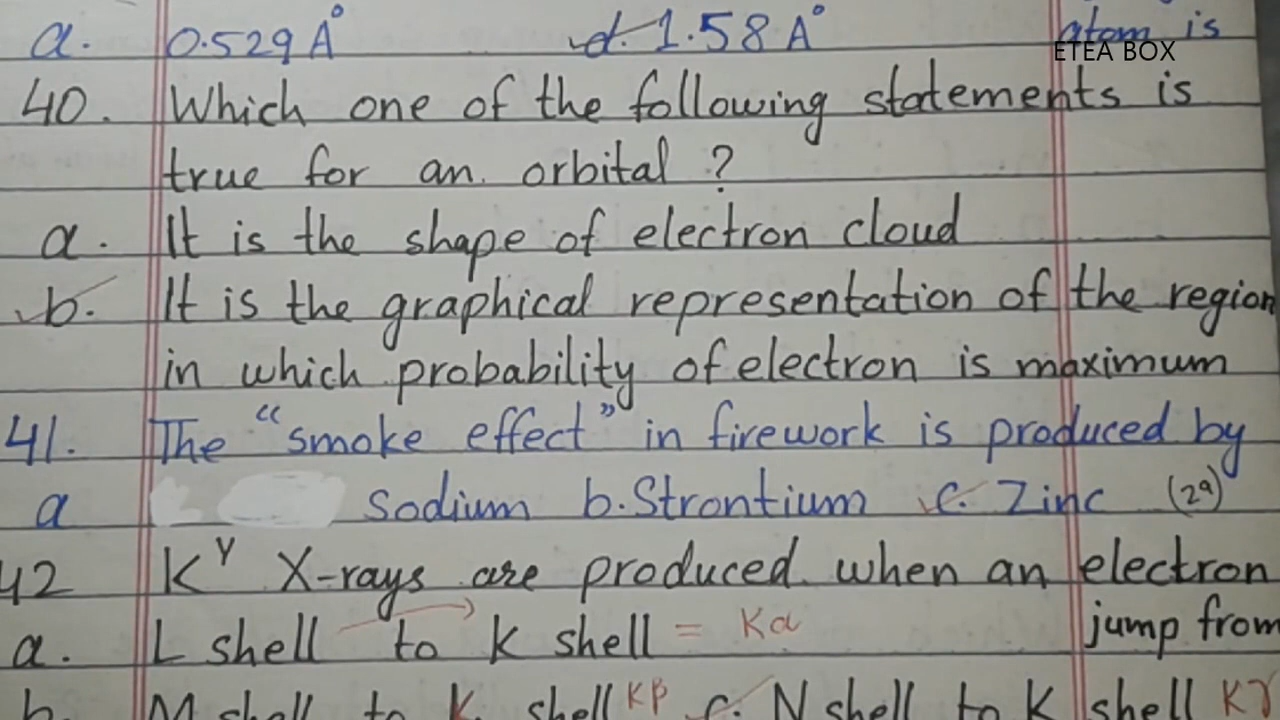 a. 0.529 A° d. 1.58 A° atom is
ETEA BOX
40. Which one of the following statements is
true for an orbital ?
a. It is the shape of electron cloud
b. It is the graphical representation of the region
in which probability of electron is maximum
41. The "smoke effect" in firework is produced by
a Sodium b. Strontium c. Zinc (29)
42 Kγ X-rays are produced when an electron
jump from
a. L shell to K shell = Kα
b. M shell to K shell Kβ c. N shell to K shell Kγ